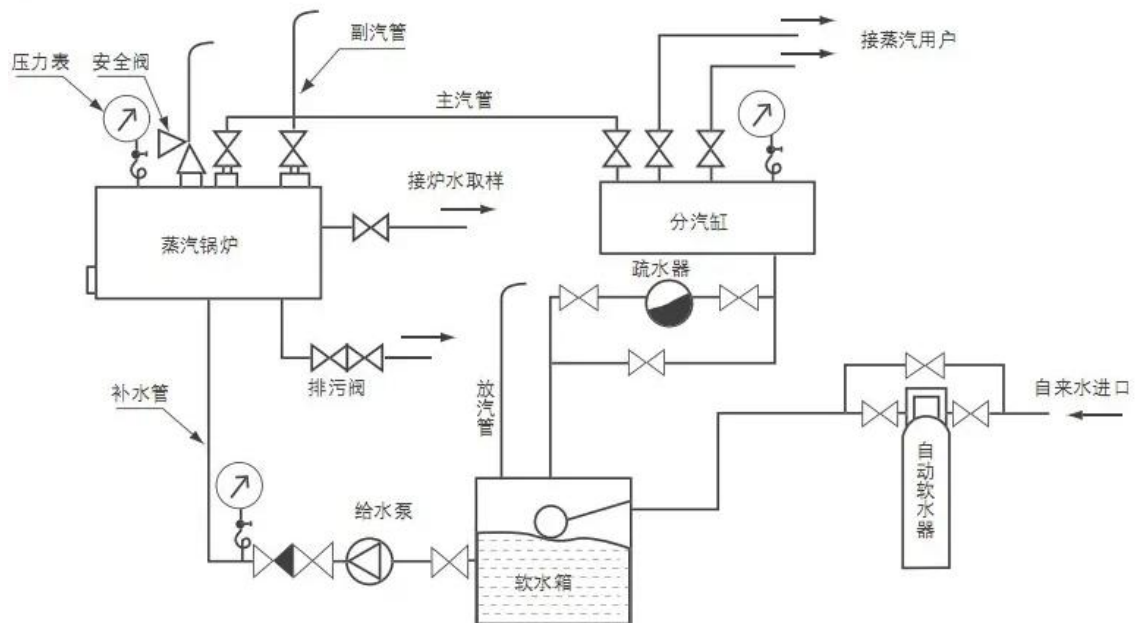 副汽管
压力表
安全阀
接蒸汽用户
主汽管
接炉水取样
蒸汽锅炉
分汽缸
疏水器
排污阀
补水管
放汽管
自来水进口
自动软水器
给水泵
软水箱